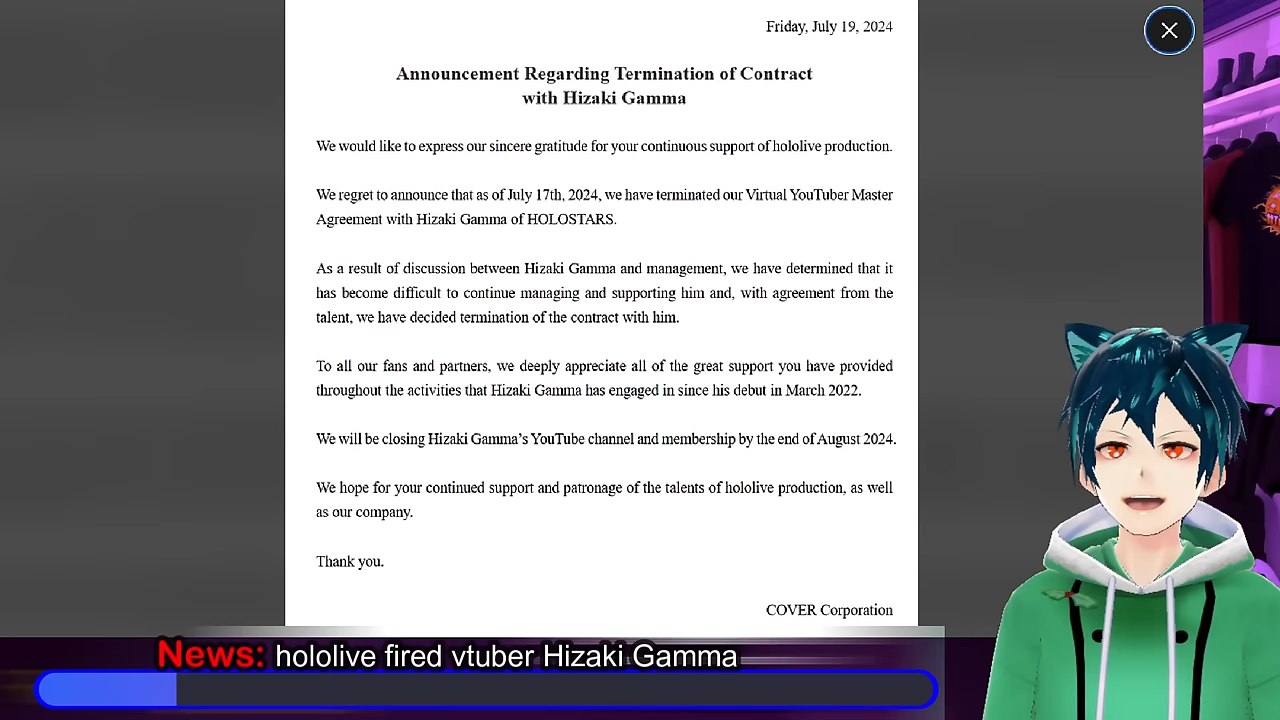 Friday, July 19, 2024
Announcement Regarding Termination of Contract
with Hizaki Gamma
We would like to express our sincere gratitude for your continuous support of hololive production.
We regret to announce that as of July 17th, 2024, we have terminated our Virtual YouTuber Master
Agreement with Hizaki Gamma of HOLOSTARS.
As a result of discussion between Hizaki Gamma and management, we have determined that it
has become difficult to continue managing and supporting him and, with agreement from the
talent, we have decided termination of the contract with him.
To all our fans and partners, we deeply appreciate all of the great support you have provided
throughout the activities that Hizaki Gamma has engaged in since his debut in March 2022.
We will be closing Hizaki Gamma's YouTube channel and membership by the end of August 2024.
We hope for your continued support and patronage of the talents of hololive production, as well
as our company.
Thank you.
COVER Corporation
News: hololive fired vtuber Hizaki Gamma